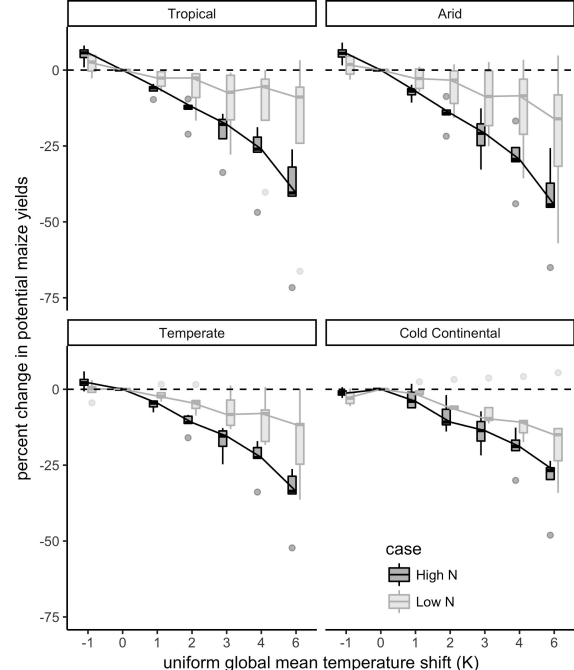 Tropical
Arid
0
-25
-50
-75
percent change in potential maize yields
Temperate
Cold Continental
0
-25
-50
-75
case
High N
Low N
-1 0 1 2 3 4 6
-1 0 1 2 3 4 6
uniform global mean temperature shift (K)